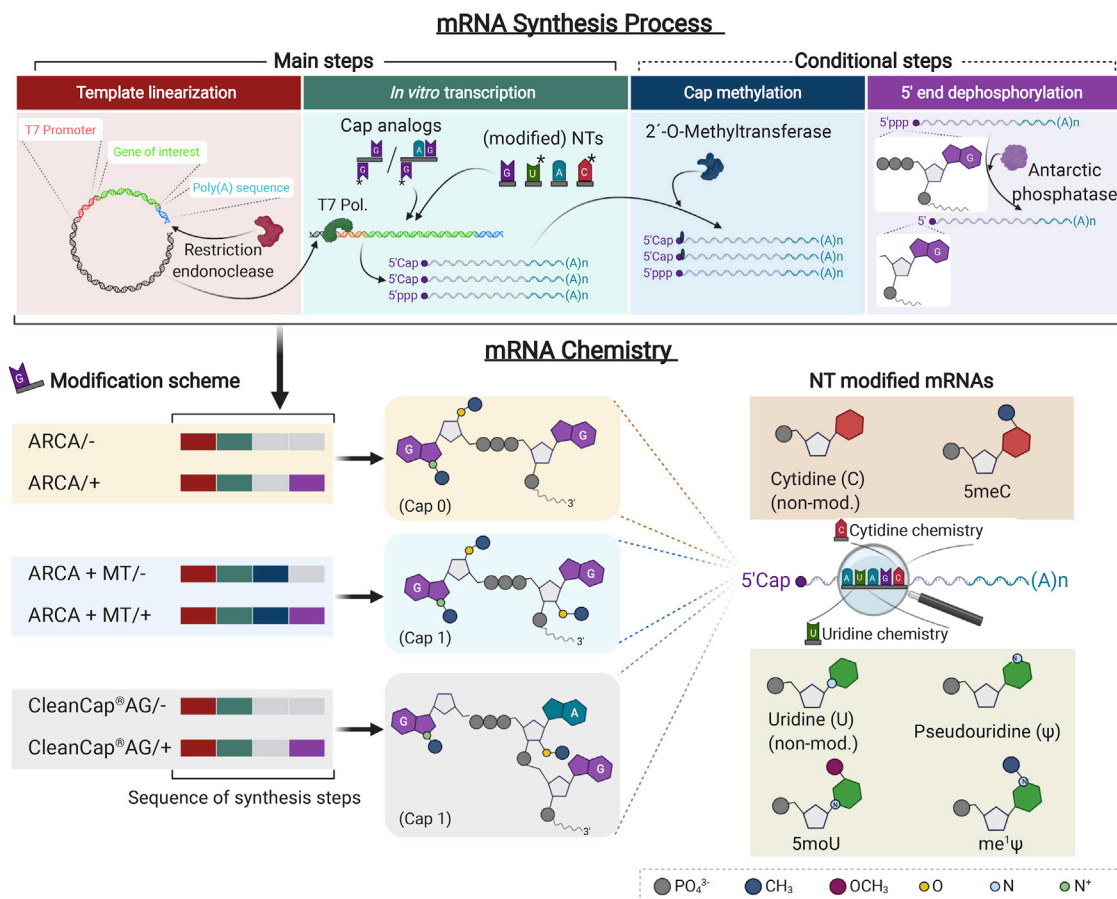 mRNA Synthesis Process
Main steps
Conditional steps
Template linearization
In vitro transcription
Cap methylation
5' end dephosphorylation
T7 Promoter
Gene of interest
Poly(A) sequence
Restriction
endonoclease
Cap analogs
G
A G
G
*
/
G
*
(modified) NTs
G U* A C*
T7 Pol.
5'Cap (A)n
5'Cap (A)n
5'ppp (A)n
2´-O-Methyltransferase
5'Cap (A)n
5'Cap (A)n
5'ppp (A)n
5'ppp (A)n
G
Antarctic
phosphatase
5' (A)n
G
mRNA Chemistry
G Modification scheme
ARCA/-
ARCA/+
ARCA + MT/-
ARCA + MT/+
CleanCap®AG/-
CleanCap®AG/+
Sequence of synthesis steps
G G
3'
(Cap 0)
G G
3'
(Cap 1)
G A
G
3'
(Cap 1)
NT modified mRNAs
Cytidine (C)
(non-mod.)
5meC
C Cytidine chemistry
5'Cap A U A G C (A)n
U Uridine chemistry
N
N
Uridine (U)
(non-mod.)
Pseudouridine (ψ)
N
N
5moU
me¹ψ
PO₄³⁻ CH₃ OCH₃ O N N⁺